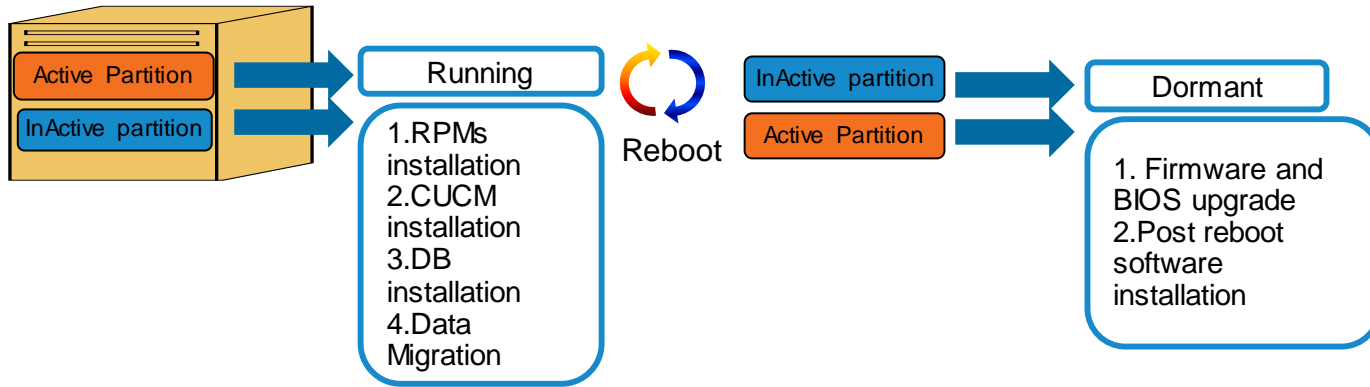 Active Partition
InActive partition
Running
1.RPMs
installation
2.CUCM
installation
3.DB
installation
4.Data
Migration
Reboot
InActive partition
Active Partition
Dormant
1. Firmware and
BIOS upgrade
2.Post reboot
software
installation